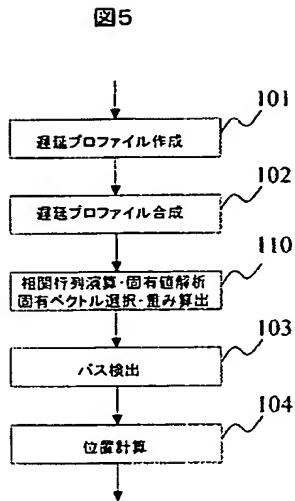 図5
101
遅延プロファイル作成
102
遅延プロファイル合成
110
相関行列演算・固有値解析
固有ベクトル選択・重み算出
103
パス検出
104
位置計算